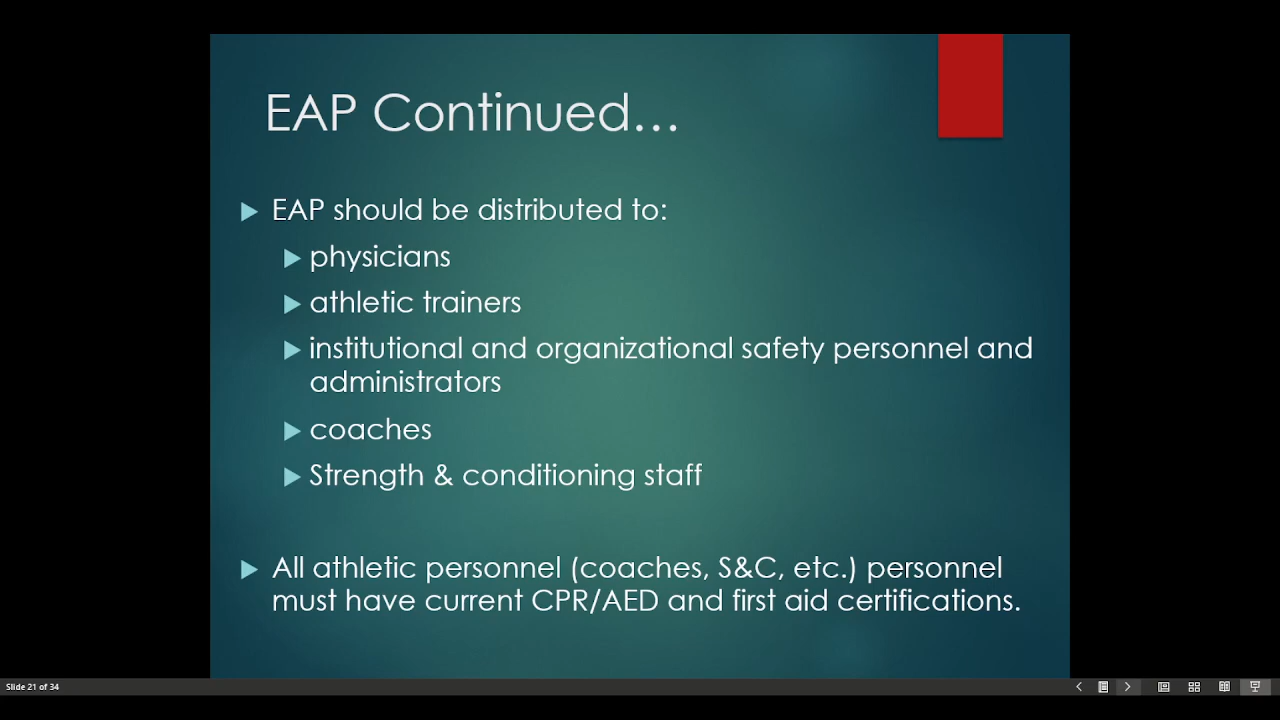 EAP Continued...
EAP should be distributed to:
physicians
athletic trainers
institutional and organizational safety personnel and
administrators
coaches
Strength & conditioning staff
All athletic personnel (coaches, S&C, etc.) personnel
must have current CPR/AED and first aid certifications.
Slide 21 of 34